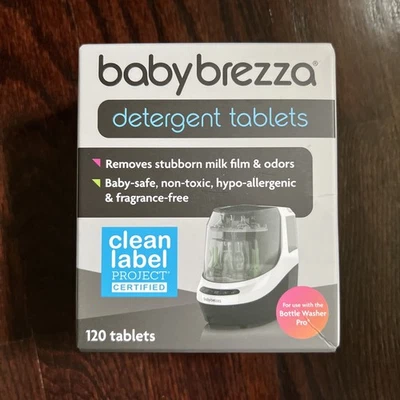 babybrezza®
detergent tablets
Removes stubborn milk film & odors
Baby-safe, non-toxic, hypo-allergenic
& fragrance-free
clean
label
PROJECT®
CERTIFIED
babybrezza
For use with the
Bottle Washer
Pro
120 tablets